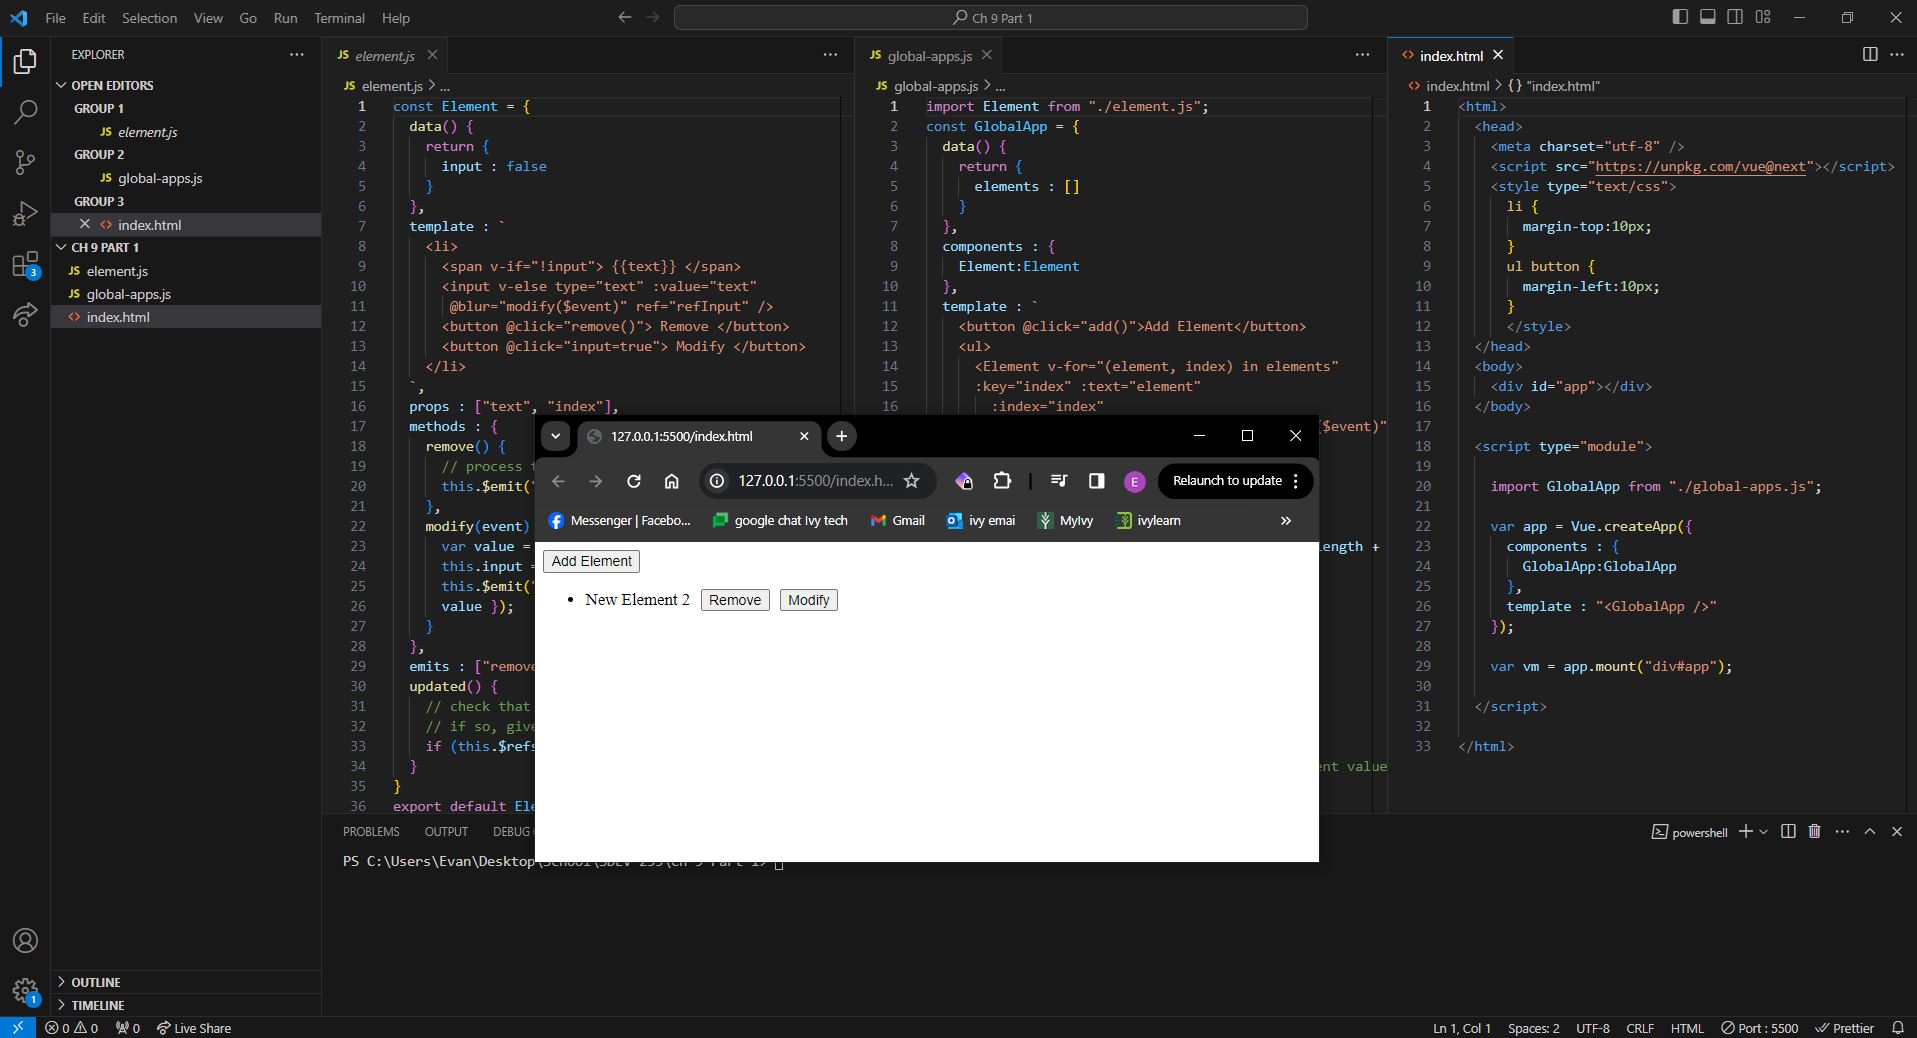 File Edit Selection View Go Run Terminal Help
Ch 9 Part 1
EXPLORER
OPEN EDITORS
GROUP 1
JS element.js
GROUP 2
JS global-apps.js
GROUP 3
index.html
CH 9 PART 1
JS element.js
JS global-apps.js
index.html
OUTLINE
TIMELINE
3
1
JS element.js
JS element.js > ...
1 const Element = {
2 data() {
3 return {
4 input : false
5 }
6 },
7 template : `
8 <li>
9 <span v-if="!input"> {{text}} </span>
10 <input v-else type="text" :value="text"
11 @blur="modify($event)" ref="refInput" />
12 <button @click="remove()"> Remove </button>
13 <button @click="input=true"> Modify </button>
14 </li>
15 `,
16 props : ["text", "index"],
17 methods : {
18 remove() {
19 // process t
20 this.$emit("
21 },
22 modify(event)
23 var value =
24 this.input =
25 this.$emit("
26 value });
27 }
28 },
29 emits : ["remove
30 updated() {
31 // check that
32 // if so, give
33 if (this.$refs
34 }
35 }
36 export default Ele
JS global-apps.js
JS global-apps.js > ...
1 import Element from "./element.js";
2 const GlobalApp = {
3 data() {
4 return {
5 elements : []
6 }
7 },
8 components : {
9 Element:Element
10 },
11 template : `
12 <button @click="add()">Add Element</button>
13 <ul>
14 <Element v-for="(element, index) in elements"
15 :key="index" :text="element"
16 :index="index"
($event)"
length +
ent value
index.html
index.html > {} "index.html"
1 <html>
2 <head>
3 <meta charset="utf-8" />
4 <script src="https://unpkg.com/vue@next"></script>
5 <style type="text/css">
6 li {
7 margin-top:10px;
8 }
9 ul button {
10 margin-left:10px;
11 }
12 </style>
13 </head>
14 <body>
15 <div id="app"></div>
16 </body>
17
18 <script type="module">
19
20 import GlobalApp from "./global-apps.js";
21
22 var app = Vue.createApp({
23 components : {
24 GlobalApp:GlobalApp
25 },
26 template : "<GlobalApp />"
27 });
28
29 var vm = app.mount("div#app");
30
31 </script>
32
33 </html>
127.0.0.1:5500/index.html
127.0.0.1:5500/index.h...
E
Relaunch to update
Messenger | Facebo... google chat Ivy tech Gmail ivy emai MyIvy ivylearn »
Add Element
• New Element 2 Remove Modify
PROBLEMS OUTPUT DEBUG
powershell
PS C:\Users\Evan\Desktop
0 0 0 Live Share
Ln 1, Col 1 Spaces: 2 UTF-8 CRLF HTML Port : 5500 Prettier